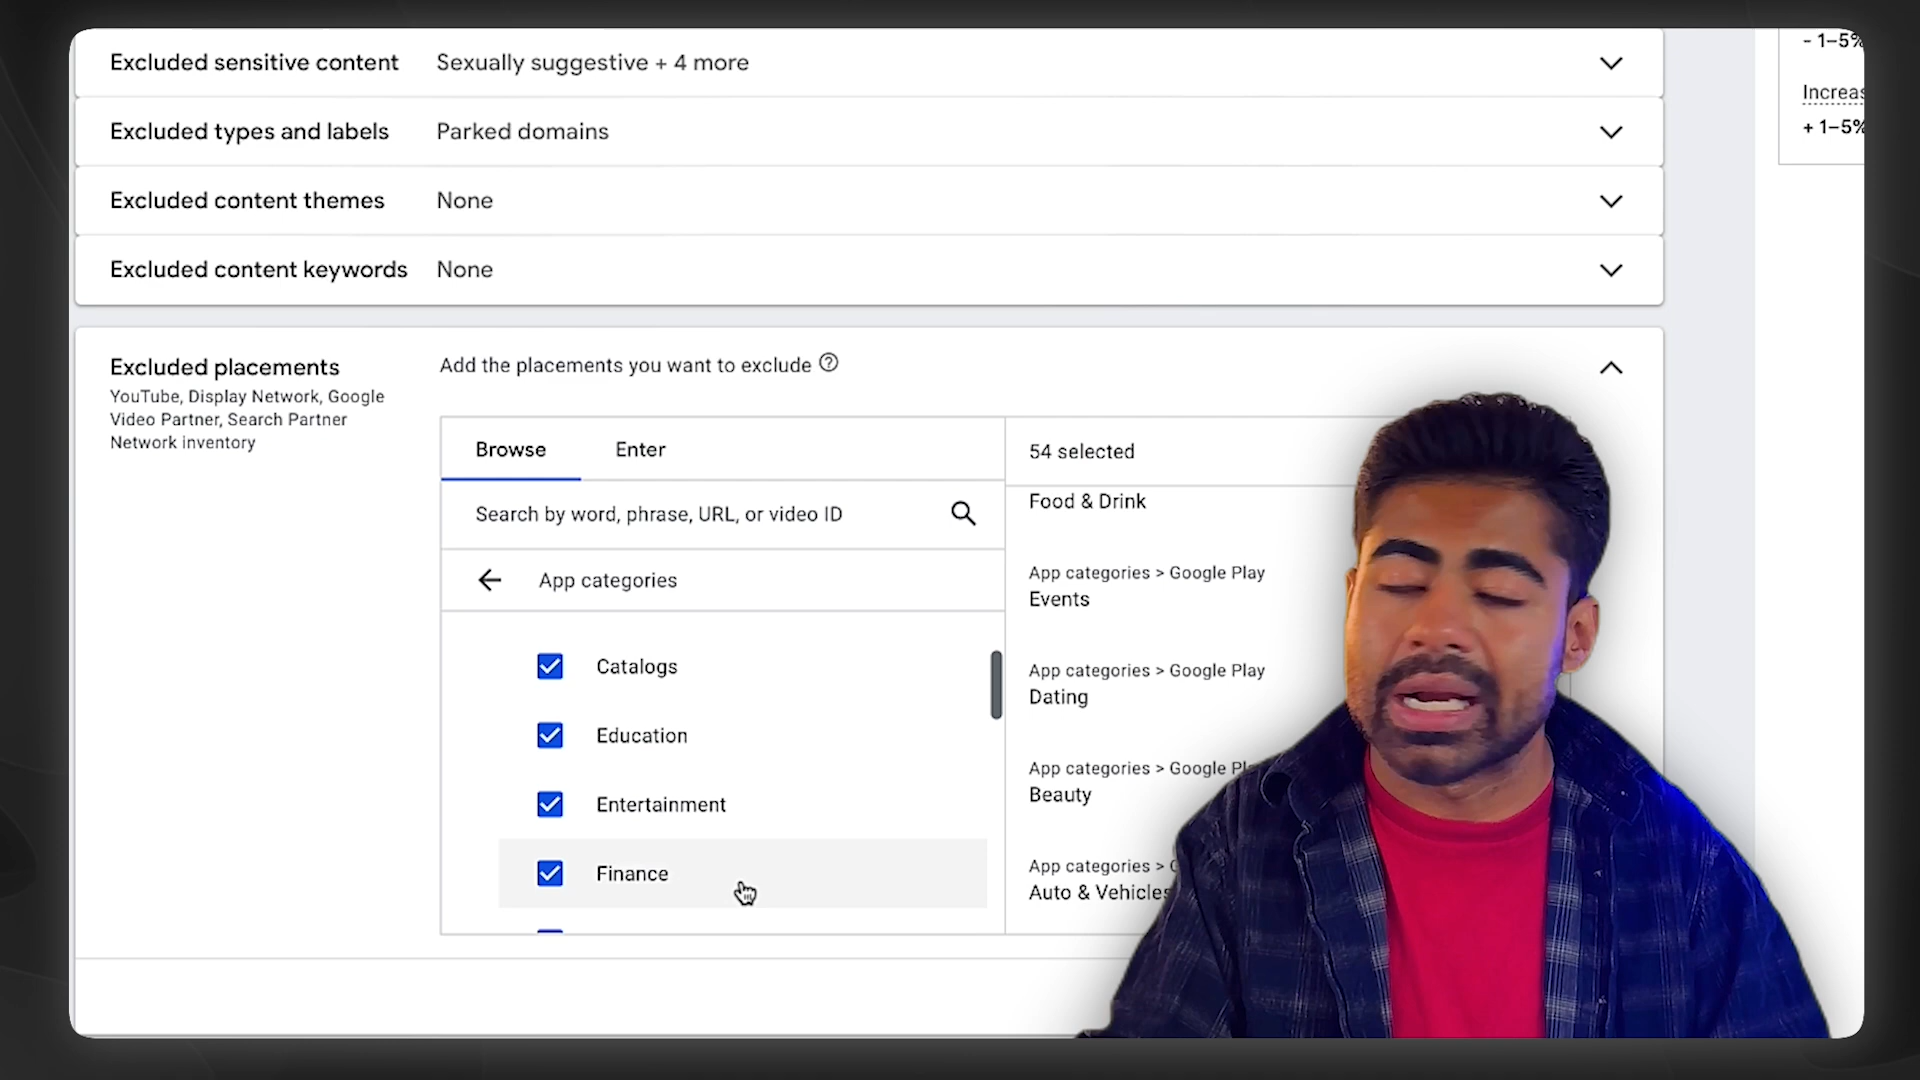 Excluded sensitive content
Sexually suggestive + 4 more
Excluded types and labels
Parked domains
Excluded content themes
None
Excluded content keywords
None
- 1-5%
+ 1-5%
Excluded placements
YouTube, Display Network, Google
Video Partner, Search Partner
Network inventory
Add the placements you want to exclude
Browse
Enter
Search by word, phrase, URL, or video ID
App categories
Catalogs
Education
Entertainment
Finance
54 selected
Food & Drink
App categories > Google Play
Events
App categories > Google Play
Dating
App categories > Google
Beauty
App categories >
Auto & Vehicles